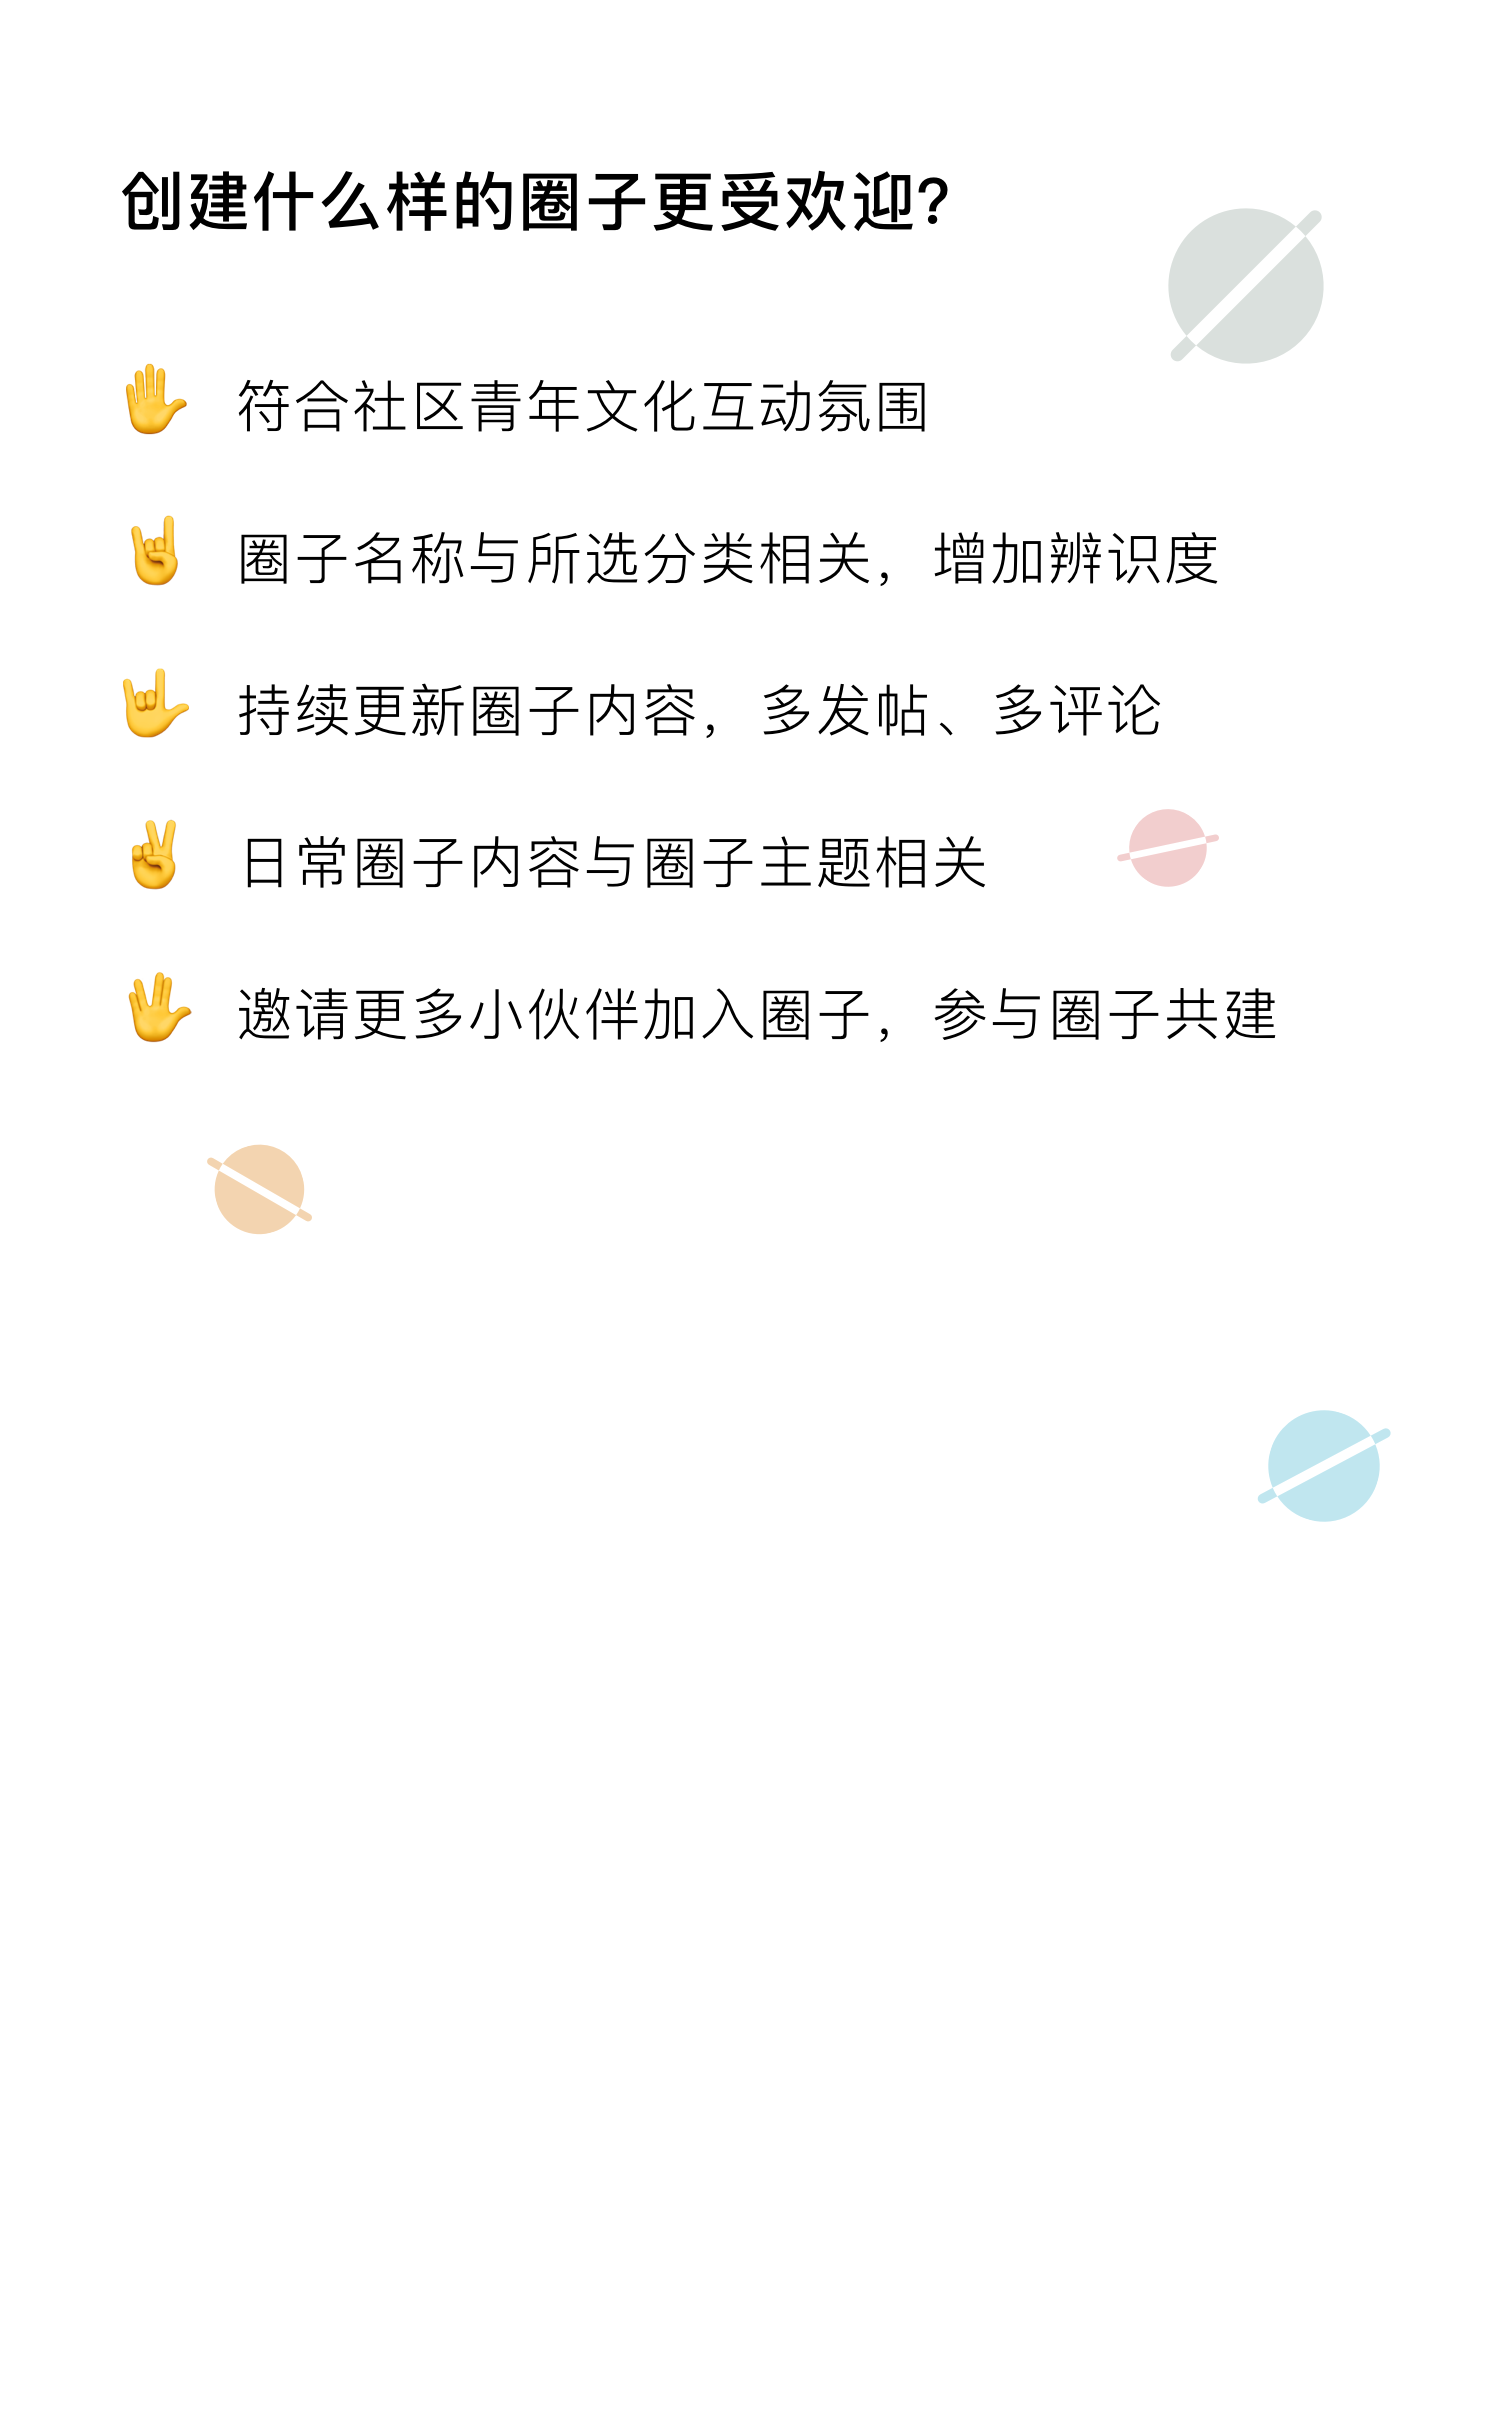 创建什么样的圈子更受欢迎?
🖐 符合社区青年文化互动氛围
🤘 圈子名称与所选分类相关，增加辨识度
🤟 持续更新圈子内容，多发帖、多评论
✌ 日常圈子内容与圈子主题相关
🖖 邀请更多小伙伴加入圈子，参与圈子共建